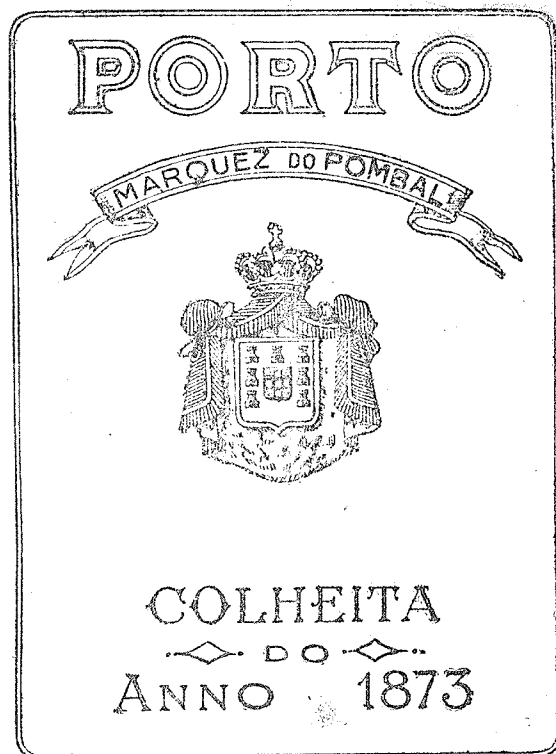 PORTO
MARQUEZ DO POMBAL
COLHEITA
DO
ANNO 1873